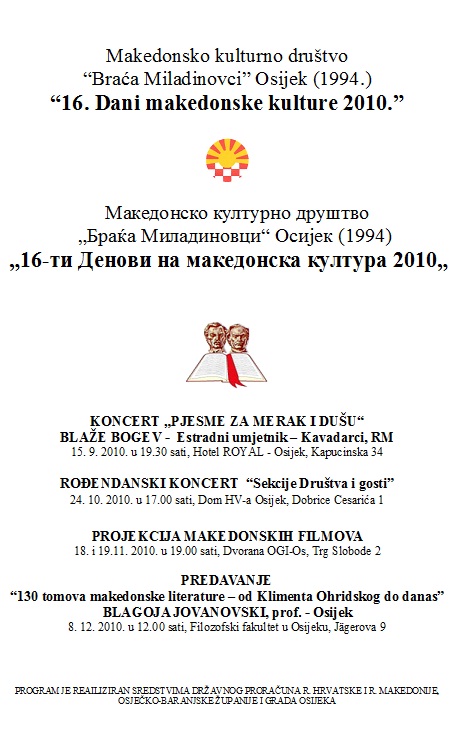 Makedonsko kulturno društvo
“Braća Miladinovci” Osijek (1994.)
“16. Dani makedonske kulture 2010.”
Македонско културно друштво
„Браќа Миладиновци“ Осијек (1994)
„16-ти Денови на македонска култура 2010„
KONCERT „PJESME ZA MERAK I DUŠU“
BLAŽE BOGEV - Estradni umjetnik – Kavadarci, RM
15. 9. 2010. u 19.30 sati, Hotel ROYAL - Osijek, Kapucinska 34
ROĐENDANSKI KONCERT “Sekcije Društva i gosti”
24. 10. 2010. u 17.00 sati, Dom HV-a Osijek, Dobrice Cesarića 1
PROJEKCIJA MAKEDONSKIH FILMOVA
18. i 19.11. 2010. u 19.00 sati, Dvorana OGI-Os, Trg Slobode 2
PREDAVANJE
“130 tomova makedonske literature – od Klimenta Ohridskog do danas”
BLAGOJA JOVANOVSKI, prof. - Osijek
8. 12. 2010. u 12.00 sati, Filozofski fakultet u Osijeku, Jägerova 9
PROGRAM JE REAILIZIRAN SREDSTVIMA DRŽAVNOG PRORAČUNA R. HRVATSKE I R. MAKEDONIJE,
OSJEČKO-BARANJSKE ŽUPANIJE I GRADA OSIJEKA